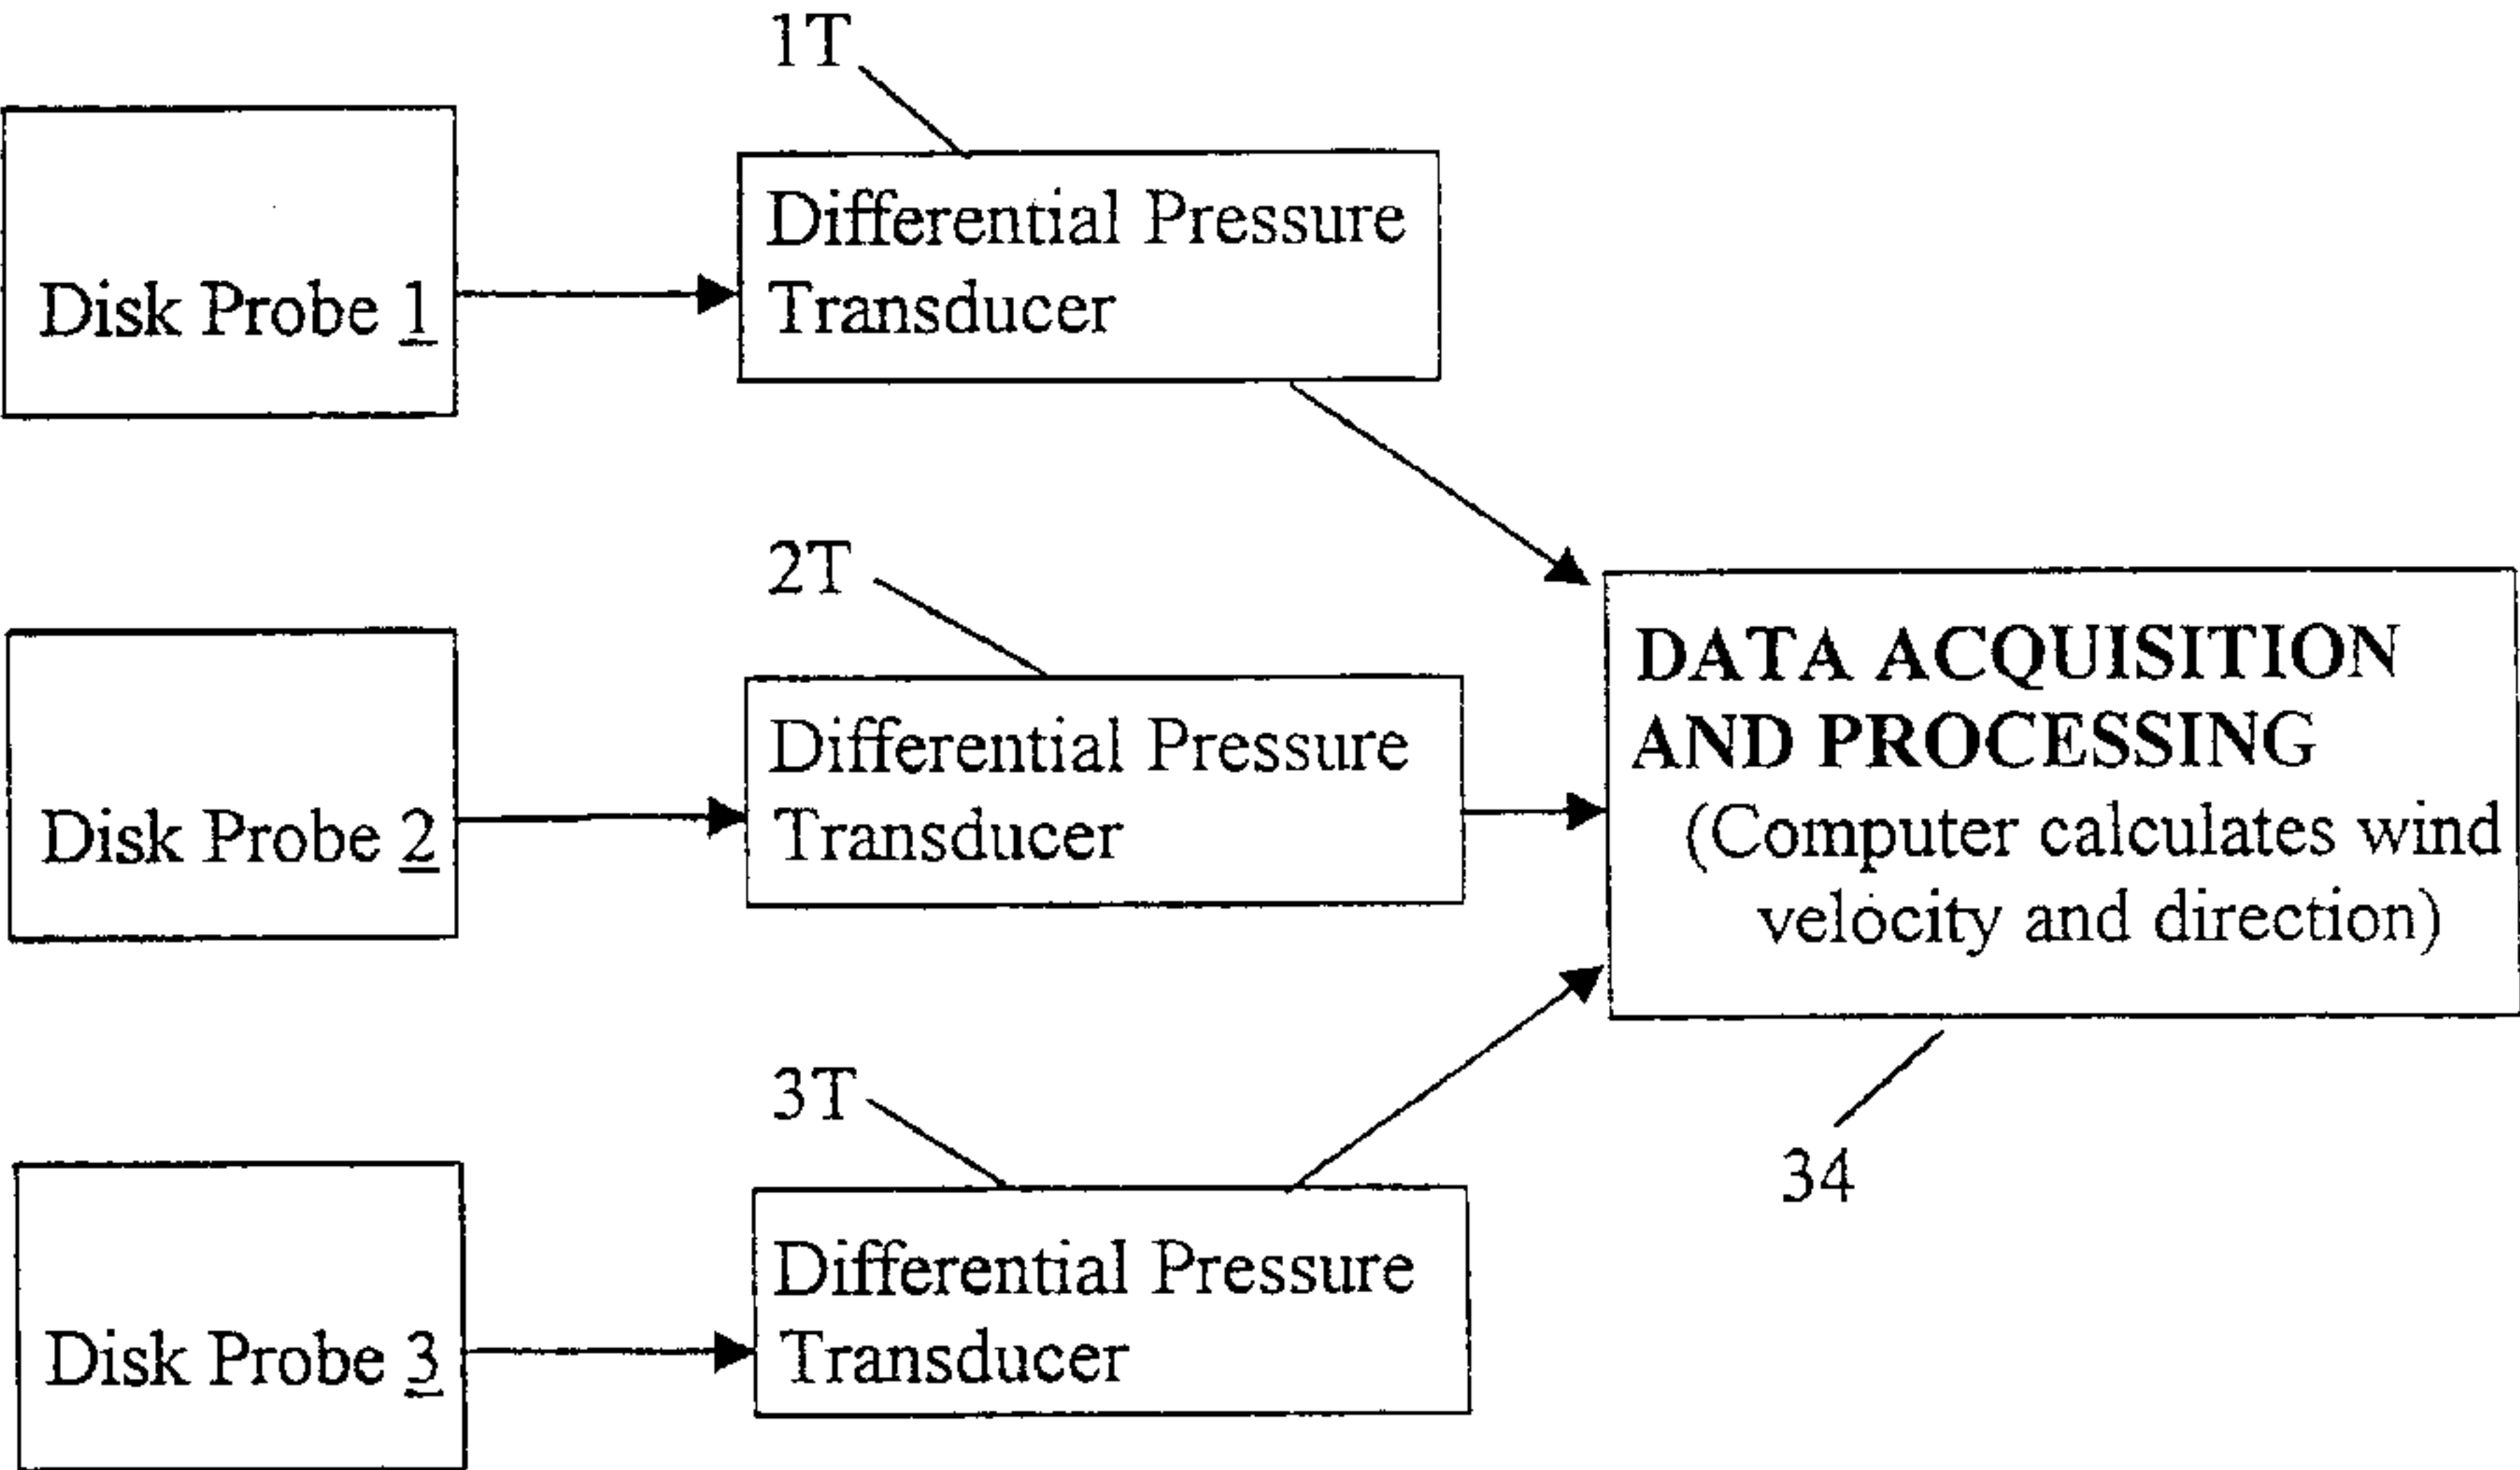 1T
Differential Pressure
Transducer
Disk Probe 1
2T
Differential Pressure
Transducer
Disk Probe 2
DATA ACQUISITION
AND PROCESSING
(Computer calculates wind
velocity and direction)
3T
Differential Pressure
Transducer
Disk Probe 3
34